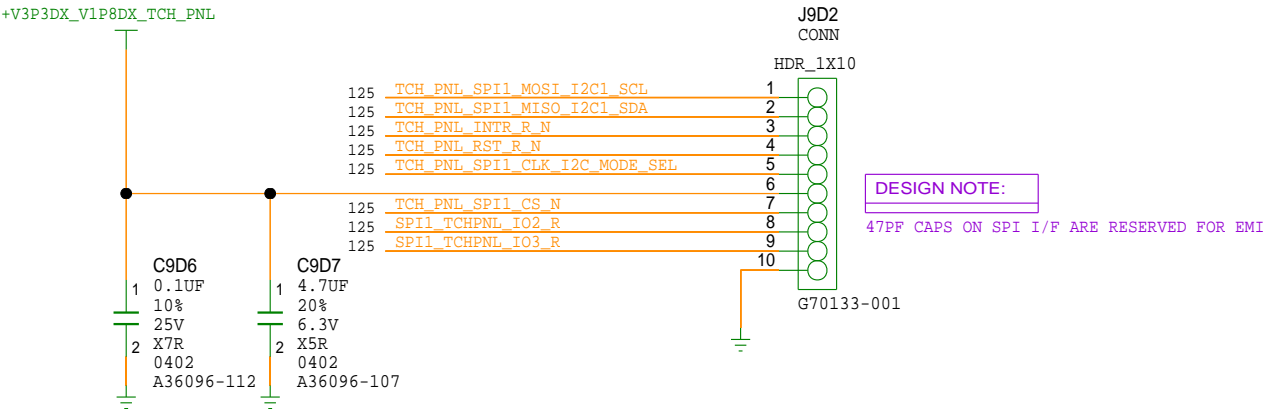 +V3P3DX_V1P8DX_TCH_PNL
J9D2
CONN
HDR_1X10
125 TCH_PNL_SPI1_MOSI_I2C1_SCL 1
125 TCH_PNL_SPI1_MISO_I2C1_SDA 2
125 TCH_PNL_INTR_R_N 3
125 TCH_PNL_RST_R_N 4
125 TCH_PNL_SPI1_CLK_I2C_MODE_SEL 5
6
125 TCH_PNL_SPI1_CS_N 7
125 SPI1_TCHPNL_IO2_R 8
125 SPI1_TCHPNL_IO3_R 9
10
G70133-001
DESIGN NOTE:
47PF CAPS ON SPI I/F ARE RESERVED FOR EMI
C9D6
1 0.1UF
10%
25V
2 X7R
0402
A36096-112
C9D7
1 4.7UF
20%
6.3V
2 X5R
0402
A36096-107